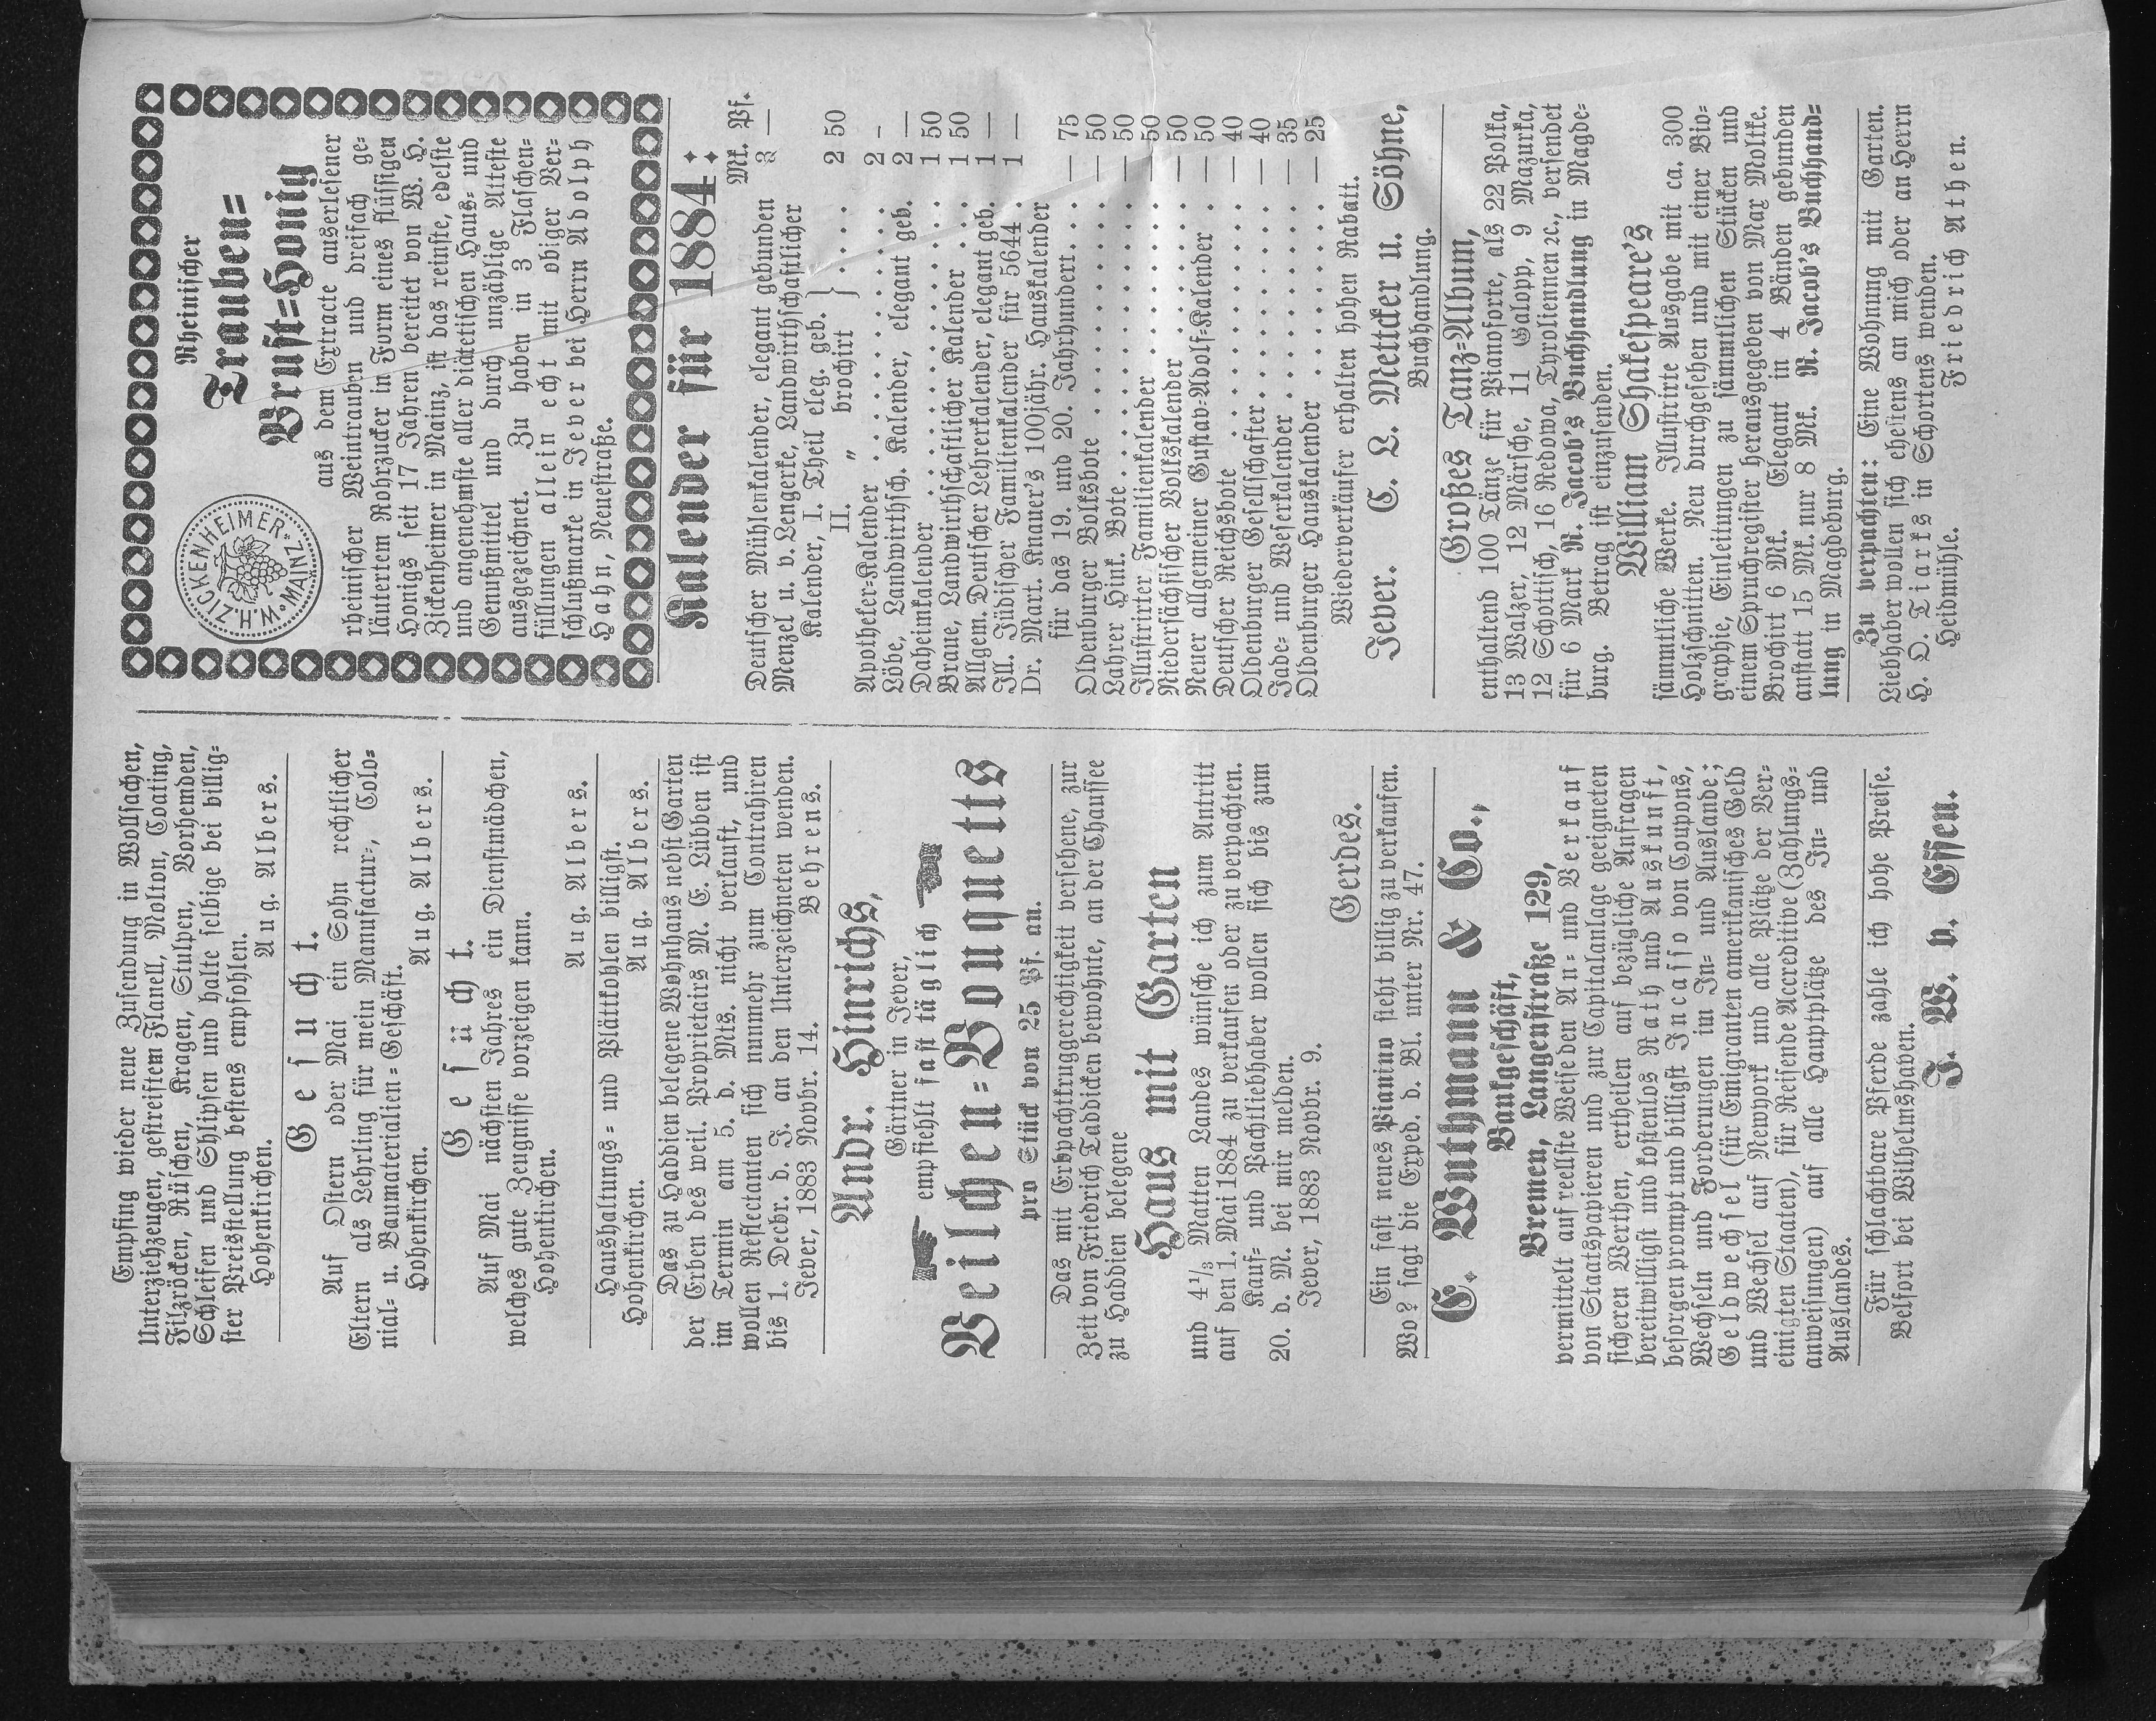 Empfing wieder neue Zusendung in Wollsachen,
Unterziehzeugen, gestreiftem Flanell, Molton, Coating,
Filzröcken, Rüschen, Kragen, Stulpen, Vorhemden,
Schleifen und Shlipsen und halte selbige bei billig=
ster Preisstellung bestens empfohlen.
Hohenkirchen. Aug. Albers.
Gesucht.
Auf Ostern oder Mai ein Sohn rechtlicher
Eltern als Lehrling für mein Manufactur=, Colo=
nial= u. Baumaterialien=Geschäft.
Hohenkirchen. Aug. Albers.
Gesücht.
Auf Mai nächsten Jahres ein Dienstmädchen,
welches gute Zeugnisse vorzeigen kann.
Hohenkirchen. Aug. Albers.
Haushaltungs= und Plättkohlen billigst.
Hohenkirchen. Aug. Albers.
Das zu Haddien belegene Wohnhaus nebst Garten
der Erben des weil. Proprietairs M. E. Lübben ist
im Termin am 5. d. Mts. nicht verkauft, und
wollen Reflectanten sich nunmehr zum Contrahiren
bis 1. Decbr. d. J. an den Unterzeichneten wenden.
Jever, 1883 Novbr. 14. Behrens.
Andr. Hinrichs,
Gärtner in Jever,
empfiehlt fast täglich
Veilchen=Bouquetts
pro Stück von 25 Pf. an.
Das mit Erbpachtkruggerechtigkeit versehene, zur
Zeit von Friedrich Taddicken bewohnte, an der Chaussee
zu Haddien belegene
Haus mit Garten
und 4⅓ Matten Landes wünsche ich zum Antritt
auf den 1. Mai 1884 zu verkaufen oder zu verpachten.
Kauf= und Pachtliebhaber wollen sich bis zum
20. d. M. bei mir melden.
Jever, 1883 Novbr. 9.
Gerdes.
Ein fast neues Pianino steht billig zu verkaufen.
Wo? sagt die Exped. d. Bl. unter Nr. 47.
E. Wuthmann & Co.,
Bankgeschäft,
Bremen, Langenstraße 129,
vermittelt auf reellste Weise den An= und Verkauf
von Staatspapieren und zur Capitalanlage geeigneten
sicheren Werthen, ertheilen auf bezügliche Anfragen
bereitwilligst und kostenlos Rath und Auskunft,
besorgen prompt und billigst Incasso von Coupons,
Wechseln und Forderungen im In= und Auslande;
Geldwechsel (für Emigranten amerikanisches Geld
und Wechsel auf Newyork und alle Plätze der Ver=
einigten Staaten), für Reisende Accreditive (Zahlungs=
anweisungen) auf alle Hauptplätze des In= und
Auslandes.
Für schlachtbare Pferde zahle ich hohe Preise.
Belfort bei Wilhelmshaven.
J. W. v. Essen.
W. H. ZICKENHEIMER MAINZ
Rheinischer
Trauben=
Brust=Honig
aus dem Extracte auserlesener
rheinischer Weintrauben und dreifach ge=
läutertem Rohrzucker in Form eines flüssigen
Honigs seit 17 Jahren bereitet von W. H.
Zickenheimer in Mainz, ist das reinste, edelste
und angenehmste aller diätetischen Haus= und
Genußmittel und durch unzählige Atteste
ausgezeichnet. Zu haben in 3 Flaschen=
füllungen allein echt mit obiger Ver=
schlußmarke in Jever bei Herrn Adolph
Hahn, Neuestraße.
Kalender für 1884:
Mk. Pf.
Deutscher Mühlenkalender, elegant gebunden 3 —
Menzel u. v. Lengerke, Landwirthschaftlicher
Kalender, I. Theil eleg. geb. } . . . . 2 50
II. „ brochirt
Apotheker=Kalender . . . . . . . . . . 2 —
Löbe, Landwirthsch. Kalender, elegant geb. 2 —
Daheimkalender . . . . . . . . . . . 1 50
Braune, Landwirthschaftlicher Kalender . . . 1 50
Allgem. Deutscher Lehrerkalender, elegant geb. 1 —
Ill. Jüdischer Familienkalender für 5644 . 1 —
Dr. Mart. Knauer's 100jähr. Hauskalender
für das 19. und 20. Jahrhundert . . — 75
Oldenburger Volksbote . . . . . . . . . — 50
Lahrer Hink. Bote . . . . . . . . . . — 50
Illustrirter Familienkalender . . . . . . . — 50
Niedersächsischer Volkskalender . . . . . . — 50
Neuer allgemeiner Gustav=Adolf=Kalender . — 50
Deutscher Reichsbote . . . . . . . . . — 40
Oldenburger Gesellschafter . . . . . . . . — 40
Jade= und Weserkalender . . . . . . . . — 35
Oldenburger Hauskalender . . . . . . . . — 25
Wiederverkäufer erhalten hohen Rabatt.
Jever. C. L. Mettcker u. Söhne,
Buchhandlung.
Großes Tanz=Album,
enthaltend 100 Tänze für Pianoforte, als 22 Polka,
13 Walzer, 12 Märsche, 11 Galopp, 9 Mazurka,
12 Schottisch, 16 Redowa, Tyroliennen ꝛc, versendet
für 6 Mark R. Jacob's Buchhandlung in Magde=
burg. Betrag ist einzusenden.
William Shakespeare's
sämmtliche Werke. Illustrirte Ausgabe mit ca. 300
Holzschnitten. Neu durchgesehen und mit einer Bio=
graphie, Einleitungen zu sämmtlichen Stücken und
einem Spruchregister herausgegeben von Max Moltke.
Brochirt 6 Mk. Elegant in 4 Bänden gebunden
anstatt 15 Mk. nur 8 Mk. R. Jacob's Buchhand=
lung in Magdeburg.
Zu verpachten: Eine Wohnung mit Garten.
Liebhaber wollen sich ehestens an mich oder an Herrn
H. O. Tiarks in Schortens wenden.
Heidmühle. Friedrich Athen.